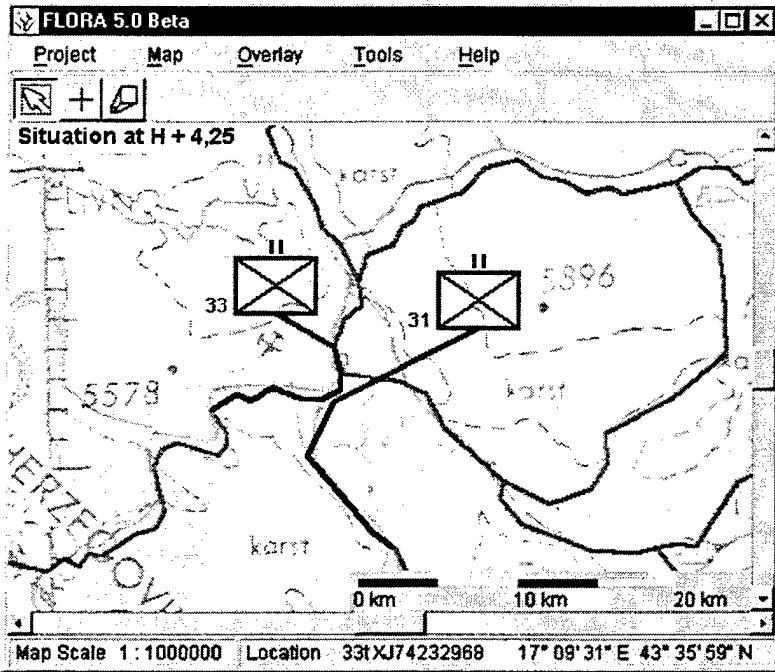 FLORA 5.0 Beta
Project Map Overlay Tools Help
Situation at H + 4,25
karst
II
II
5896
33
31
5578
karst
HERZEGOV
karst
0 km 10 km 20 km
Map Scale 1 : 1000000 Location 33tXJ74232968 17° 09' 31" E 43° 35' 59" N